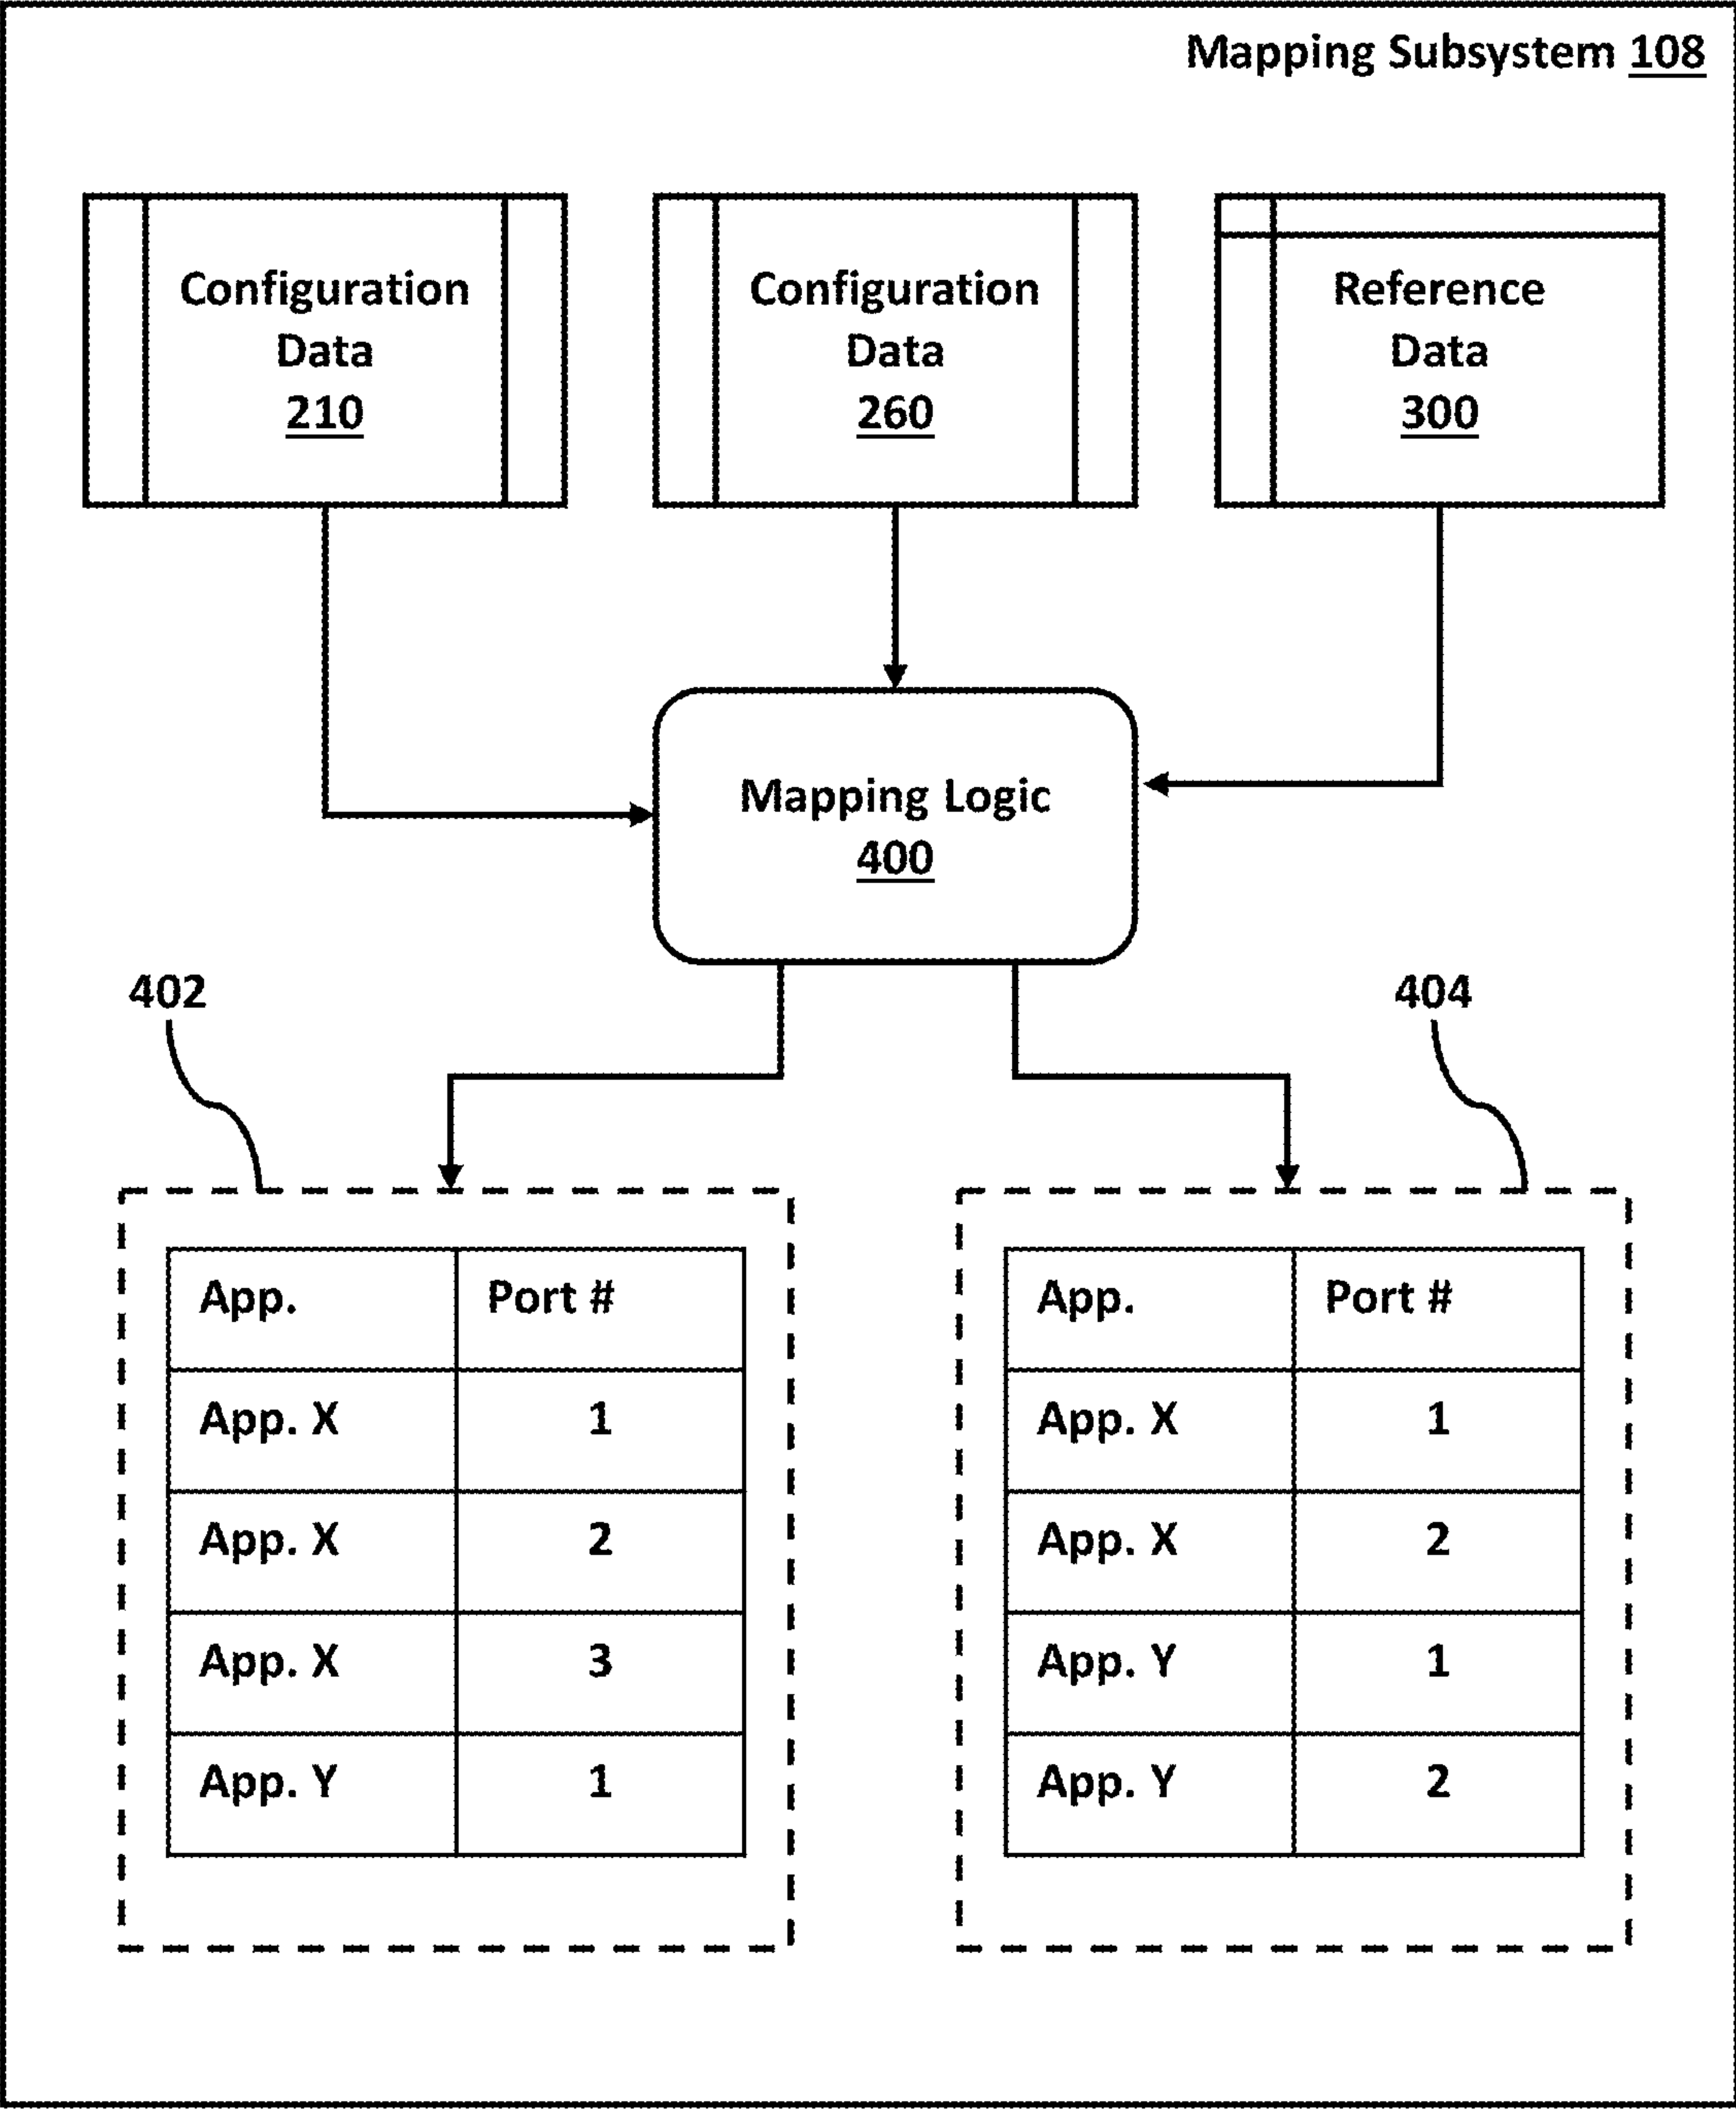 Mapping Subsystem 108
Configuration
Data
210
Configuration
Data
260
Reference
Data
300
Mapping Logic
400
402
404
App. Port #
App. X 1
App. X 2
App. X 3
App. Y 1
App. Port #
App. X 1
App. X 2
App. Y 1
App. Y 2